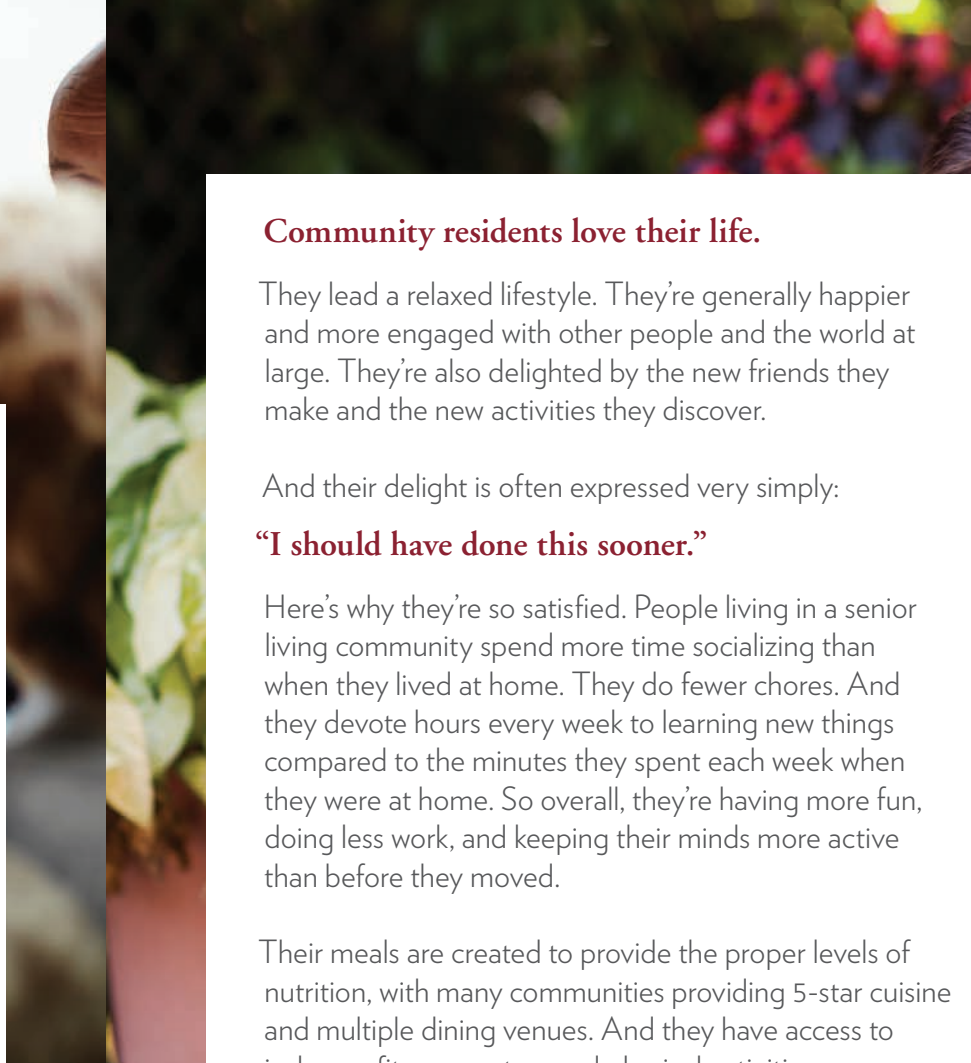 Community residents love their life.
They lead a relaxed lifestyle. They're generally happier
and more engaged with other people and the world at
large. They're also delighted by the new friends they
make and the new activities they discover.
And their delight is often expressed very simply:
“I should have done this sooner.”
Here's why they're so satisfied. People living in a senior
living community spend more time socializing than
when they lived at home. They do fewer chores. And
they devote hours every week to learning new things
compared to the minutes they spent each week when
they were at home. So overall, they're having more fun,
doing less work, and keeping their minds more active
than before they moved.
Their meals are created to provide the proper levels of
nutrition, with many communities providing 5-star cuisine
and multiple dining venues. And they have access to